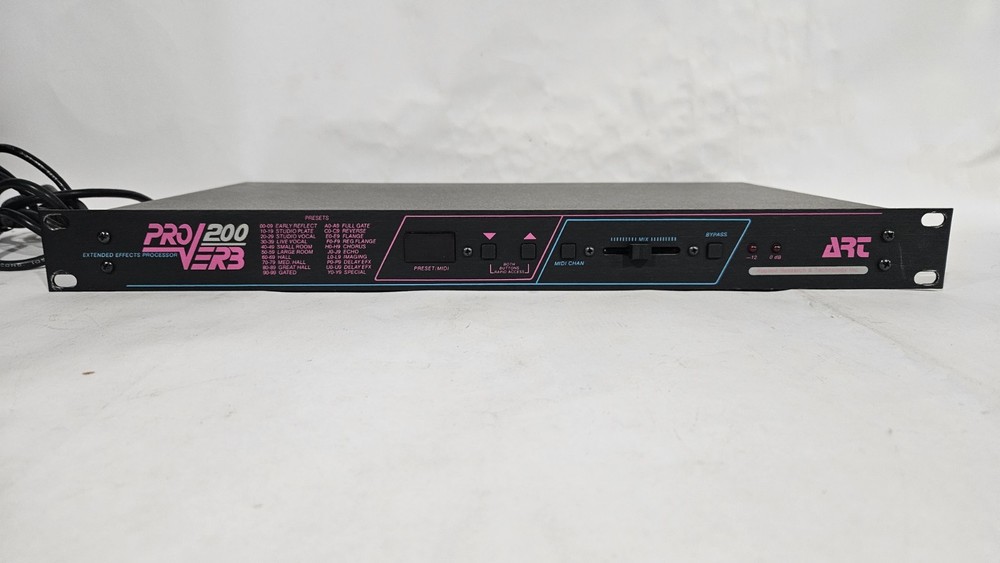 PRO VERB 200
EXTENDED EFFECTS PROCESSOR
PRESETS
00-09 EARLY REFLECT
10-19 STUDIO PLATE
20-29 STUDIO VOCAL
30-39 LIVE VOCAL
40-49 SMALL ROOM
50-59 LARGE ROOM
60-69 HALL
70-79 MED. HALL
80-89 GREAT HALL
90-99 GATED
A0-A9 FULL GATE
C0-C9 REVERSE
E0-E9 FLANGE
F0-F9 REG FLANGE
H0-H9 CHORUS
J0-J9 ECHO
L0-L9 IMAGING
P0-P9 DELAY EFX
U0-U9 DELAY EFX
Y0-Y9 SPECIAL
PRESET/MIDI
BOTH
BUTTONS
RAPID ACCESS
MIDI CHAN
MIX
BYPASS
-12
0 dB
ART